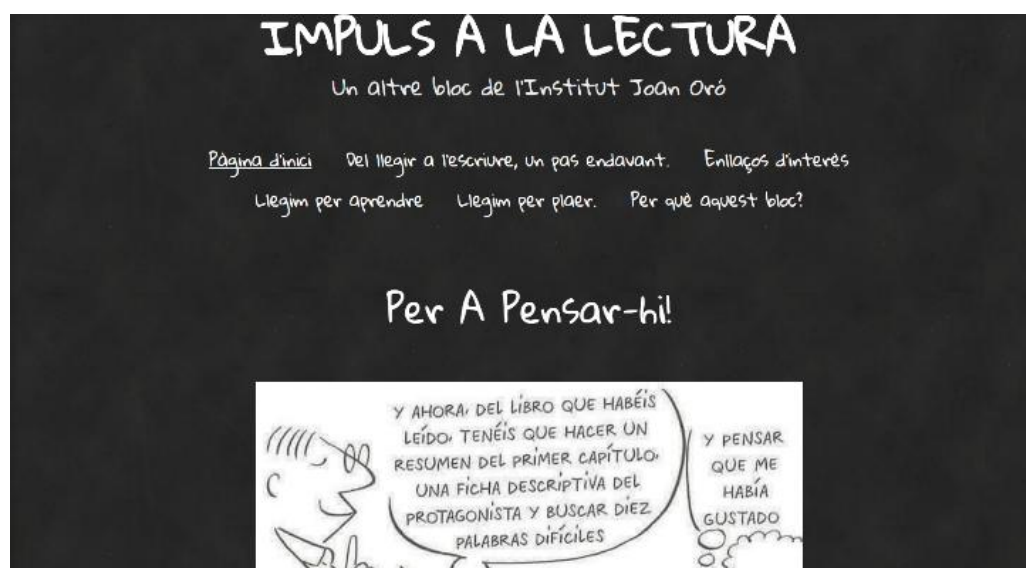 IMPULS A LA LECTURA
Un altre bloc de l'Institut Joan Oró
Pàgina d'inici Del llegir a l'escriure, un pas endavant. Enllaços d'interès
Llegim per aprendre Llegim per plaer. Per què aquest bloc?
Per A Pensar-hi!
Y AHORA, DEL LIBRO QUE HABÉIS
LEÍDO, TENÉIS QUE HACER UN
RESUMEN DEL PRIMER CAPÍTULO,
UNA FICHA DESCRIPTIVA DEL
PROTAGONISTA Y BUSCAR DIEZ
PALABRAS DIFÍCILES
Y PENSAR
QUE ME
HABÍA
GUSTADO